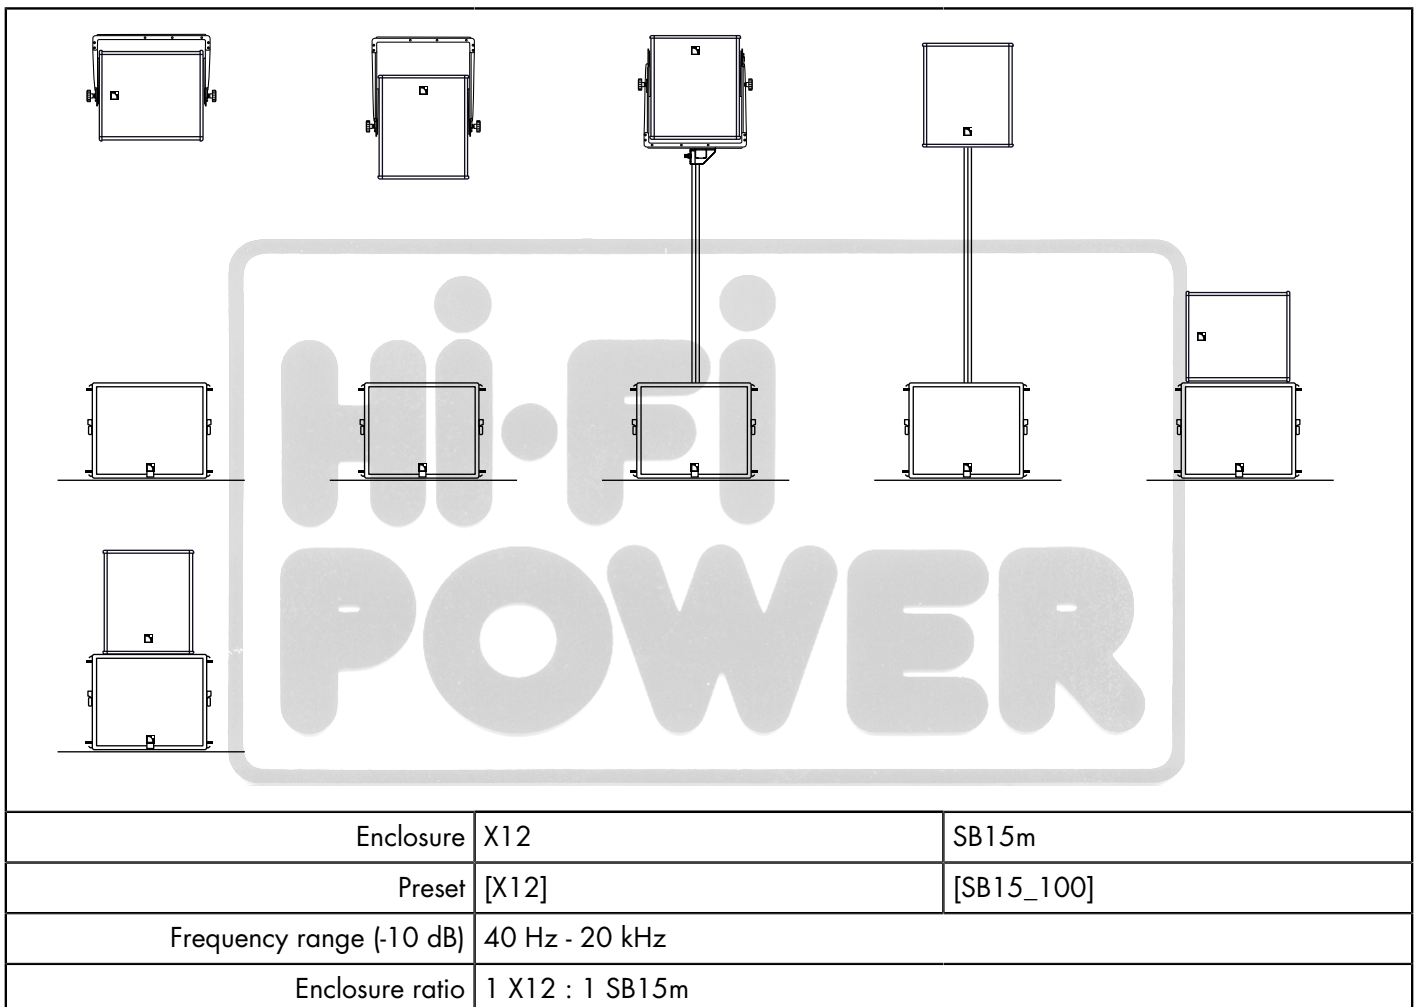 Hi-Fi
POWER
Enclosure X12 SB15m
Preset [X12] [SB15_100]
Frequency range (-10 dB) 40 Hz - 20 kHz
Enclosure ratio 1 X12 : 1 SB15m